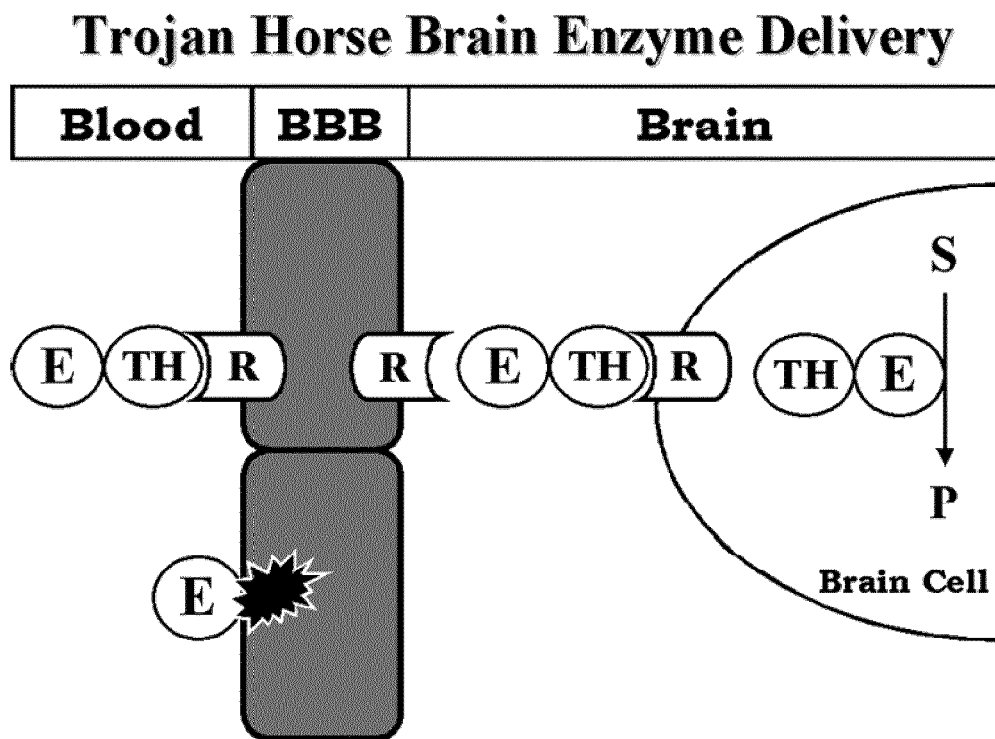 Trojan Horse Brain Enzyme Delivery
Blood BBB Brain
S
E TH R R E TH R TH E
P
Brain Cell
E